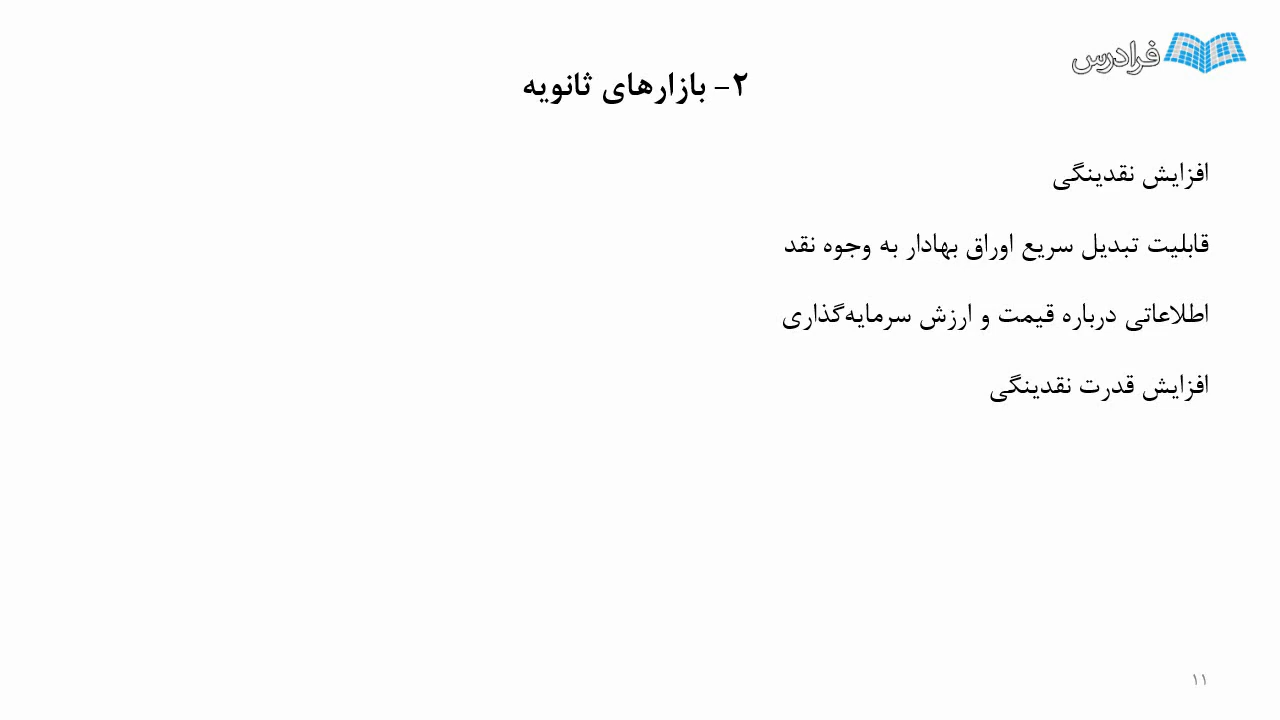 فرادرس
۲- بازارهای ثانویه
افزایش نقدینگی
قابلیت تبدیل سریع اوراق بهادار به وجوه نقد
اطلاعاتی درباره قیمت و ارزش سرمایه‌گذاری
افزایش قدرت نقدینگی
۱۱